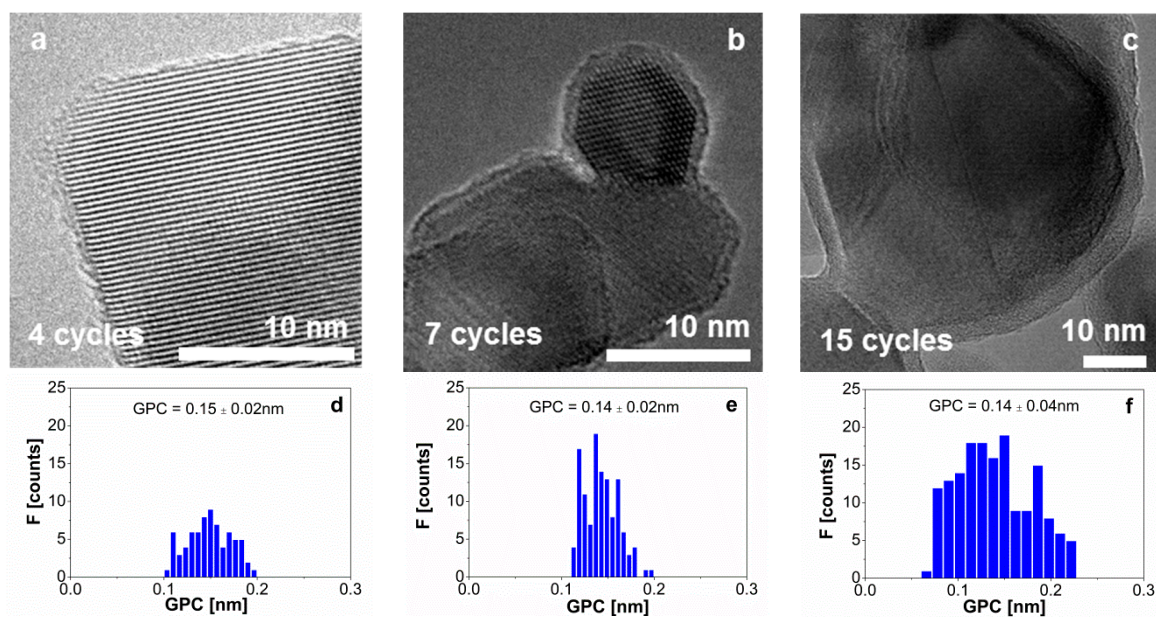 a
4 cycles
10 nm
b
7 cycles
10 nm
c
15 cycles
10 nm
25
20
15
10
5
0
F [counts]
GPC = 0.15 ± 0.02nm
d
0.0
0.1
0.2
0.3
GPC [nm]
25
20
15
10
5
0
F [counts]
GPC = 0.14 ± 0.02nm
e
0.0
0.1
0.2
0.3
GPC [nm]
25
20
15
10
5
0
F [counts]
GPC = 0.14 ± 0.04nm
f
0.0
0.1
0.2
0.3
GPC [nm]